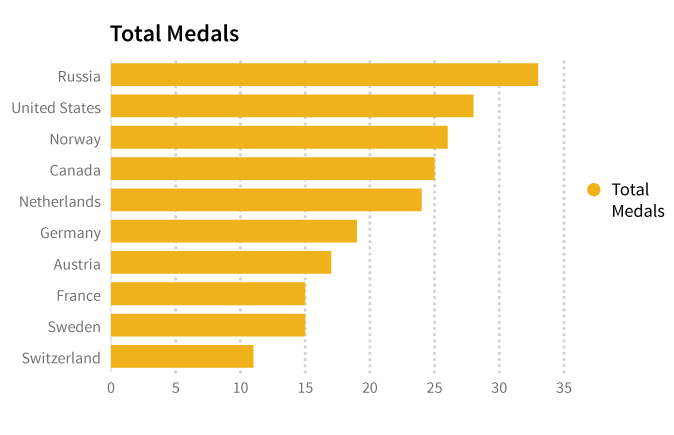 Total Medals
Russia
United States
Norway
Canada
Netherlands
Germany
Austria
France
Sweden
Switzerland
0 5 10 15 20 25 30 35
Total
Medals